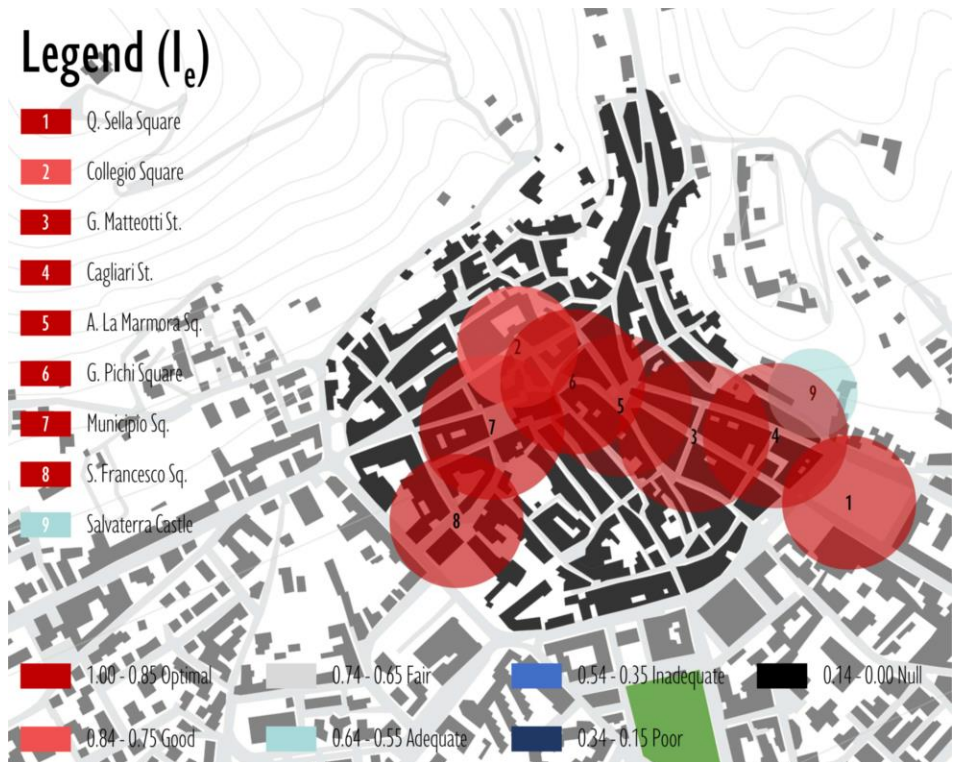 Legend (Ie)
1 Q. Sella Square
2 Collegio Square
3 G. Matteotti St.
4 Cagliari St.
5 A. La Marmora Sq.
6 G. Pichi Square
7 Municipio Sq.
8 S. Francesco Sq.
9 Salvaterra Castle
2
6
5
7
3
4
9
8
1
1.00 - 0.85 Optimal
0.74 - 0.65 Fair
0.54 - 0.35 Inadequate
0.14 - 0.00 Null
0.84 - 0.75 Good
0.64 - 0.55 Adequate
0.34 - 0.15 Poor